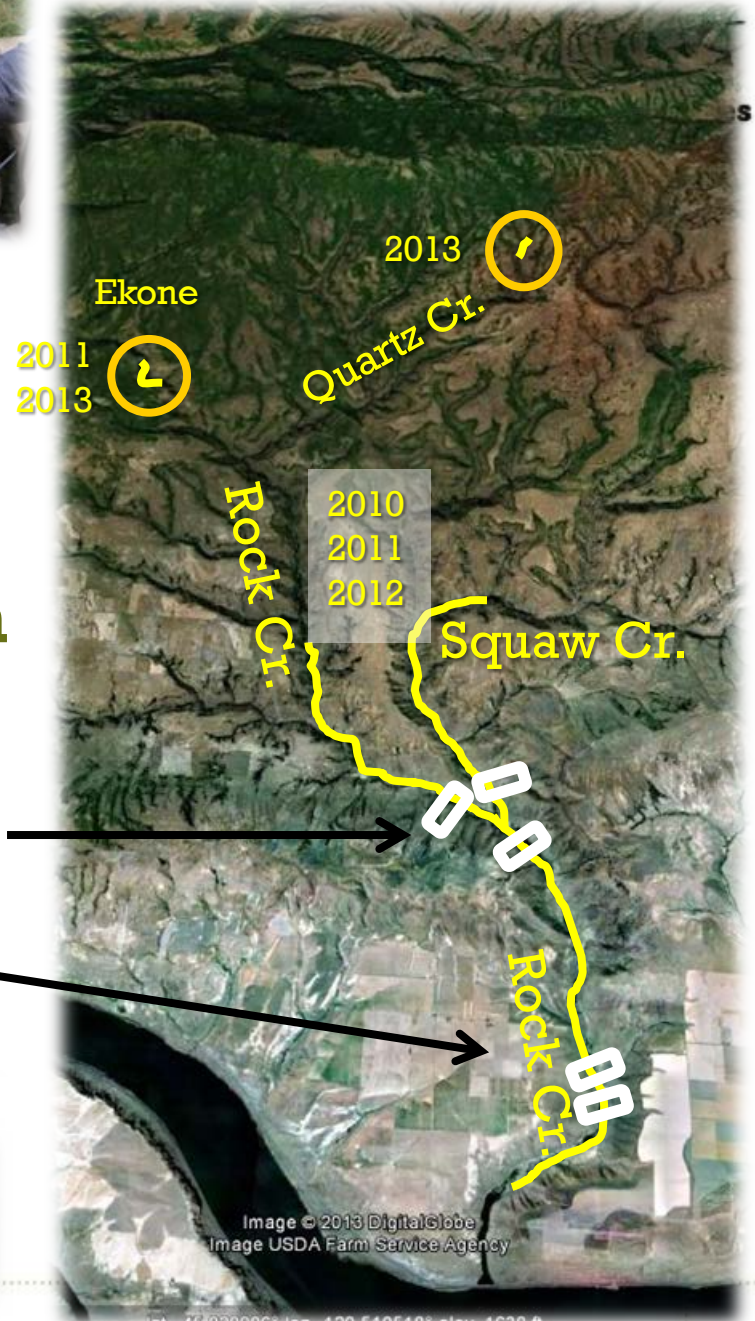 s
2013
Ekone
Quartz Cr.
2011
2013
Rock Cr.
2010
2011
2012
Squaw Cr.
Rock Cr.
Image © 2013 DigitalGlobe
Image USDA Farm Service Agency